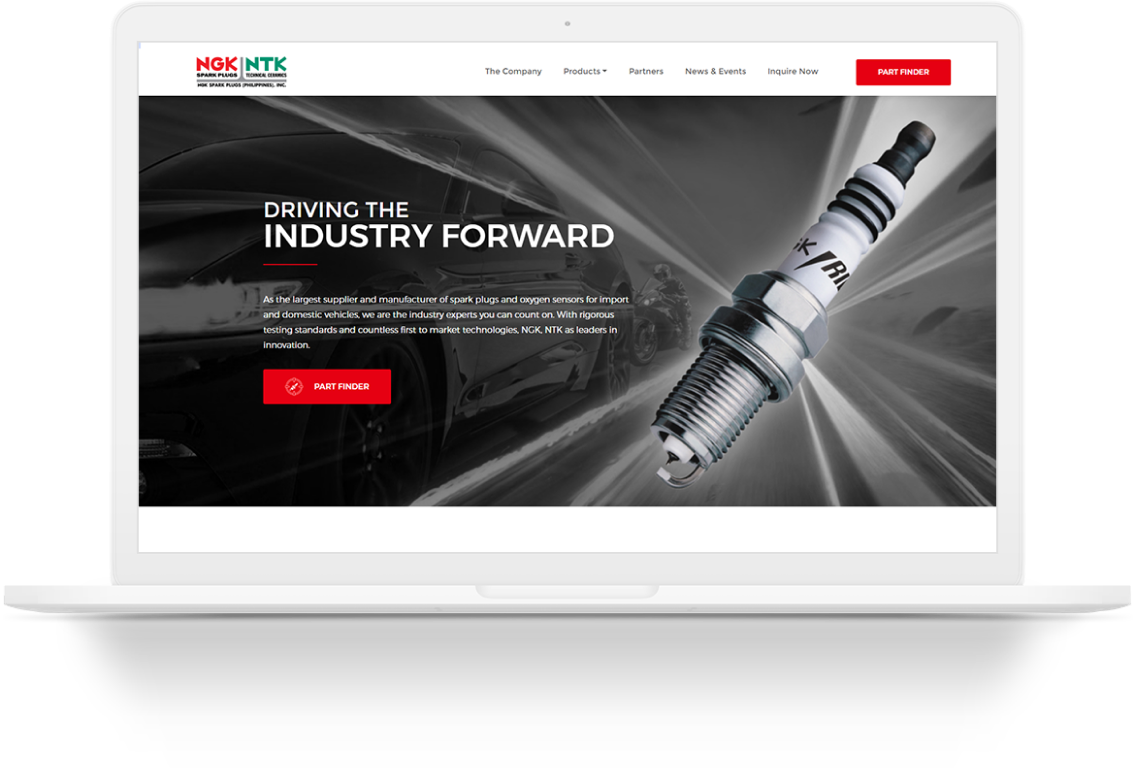 NGK NTK
SPARK PLUGS TECHNICAL CERAMICS
NGK SPARK PLUGS (PHILIPPINES), INC.
The Company Products Partners News & Events Inquire Now PART FINDER
DRIVING THE
INDUSTRY FORWARD
As the largest supplier and manufacturer of spark plugs and oxygen sensors for import
and domestic vehicles, we are the industry experts you can count on. With rigorous
testing standards and countless first to market technologies, NGK, NTK as leaders in
innovation.
PART FINDER